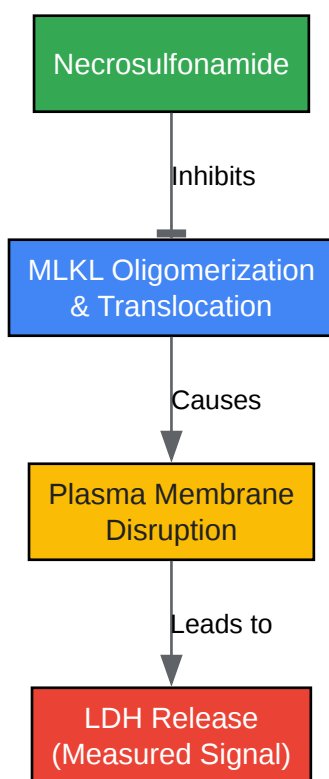 Necrosulfonamide
Inhibits
MLKL Oligomerization
& Translocation
Causes
Plasma Membrane
Disruption
Leads to
LDH Release
(Measured Signal)